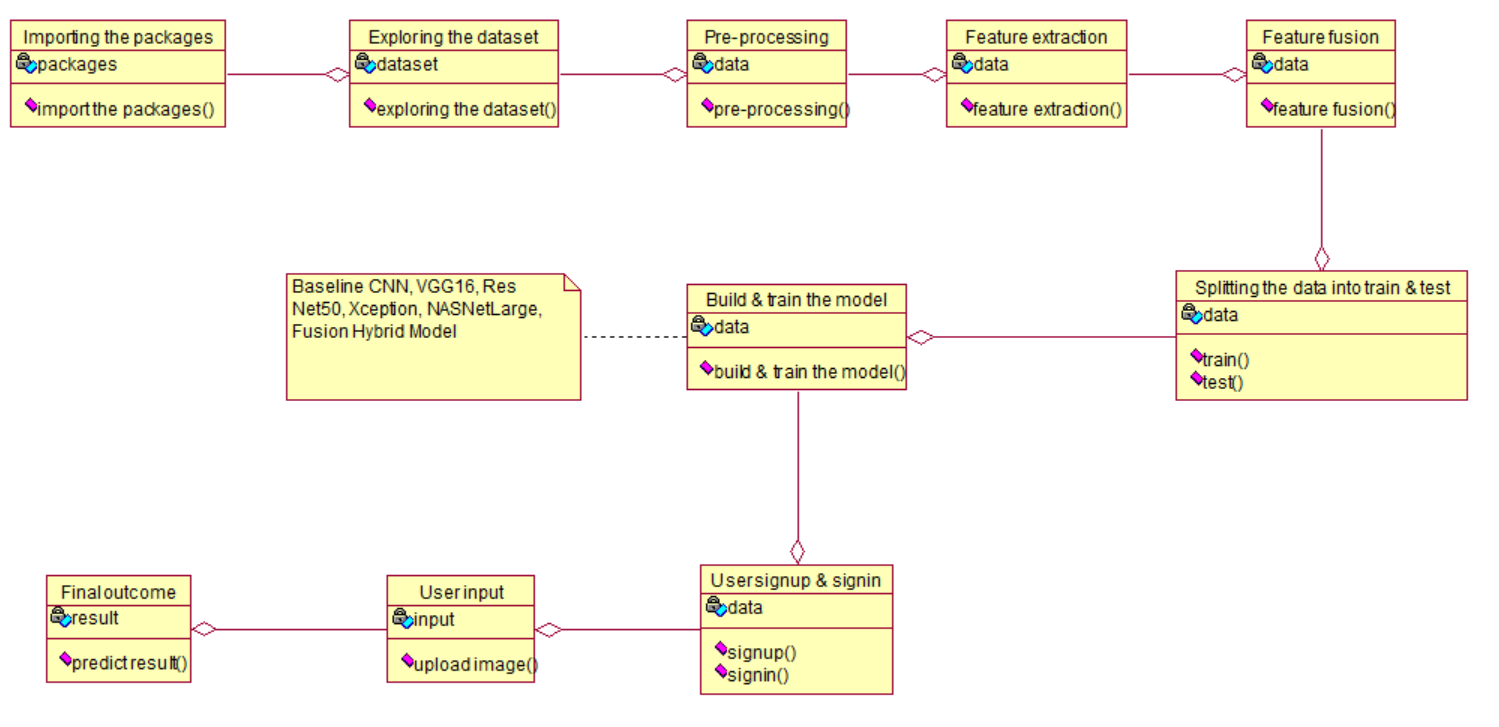 Importing the packages
packages
import the packages()
Exploring the dataset
dataset
exploring the dataset()
Pre-processing
data
pre-processing()
Feature extraction
data
feature extraction()
Feature fusion
data
feature fusion()
Baseline CNN, VGG16, Res
Net50, Xception, NASNetLarge,
Fusion Hybrid Model
Build & train the model
data
build & train the model()
Splitting the data into train & test
data
train()
test()
Final outcome
result
predict result()
User input
input
upload image()
User signup & signin
data
signup()
signin()